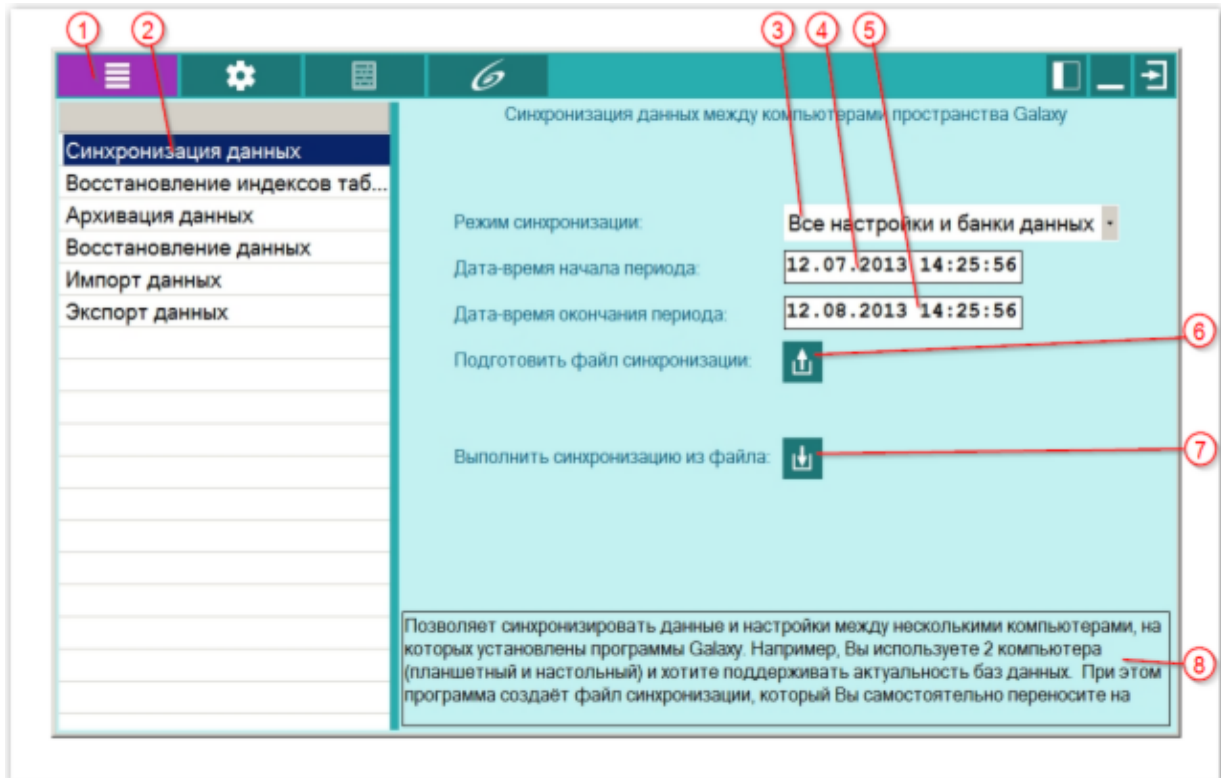 1 2 3 4 5
Синхронизация данных между компьютерами пространства Galaxy
Синхронизация данных
Восстановление индексов таб...
Архивация данных
Восстановление данных
Импорт данных
Экспорт данных
Режим синхронизации: Все настройки и банки данных
Дата-время начала периода: 12.07.2013 14:25:56
Дата-время окончания периода: 12.08.2013 14:25:56
6
Подготовить файл синхронизации:
Выполнить синхронизацию из файла: 7
Позволяет синхронизировать данные и настройки между несколькими компьютерами, на
которых установлены программы Galaxy. Например, Вы используете 2 компьютера
(планшетный и настольный) и хотите поддерживать актуальность баз данных. При этом
программа создаёт файл синхронизации, который Вы самостоятельно переносите на
8